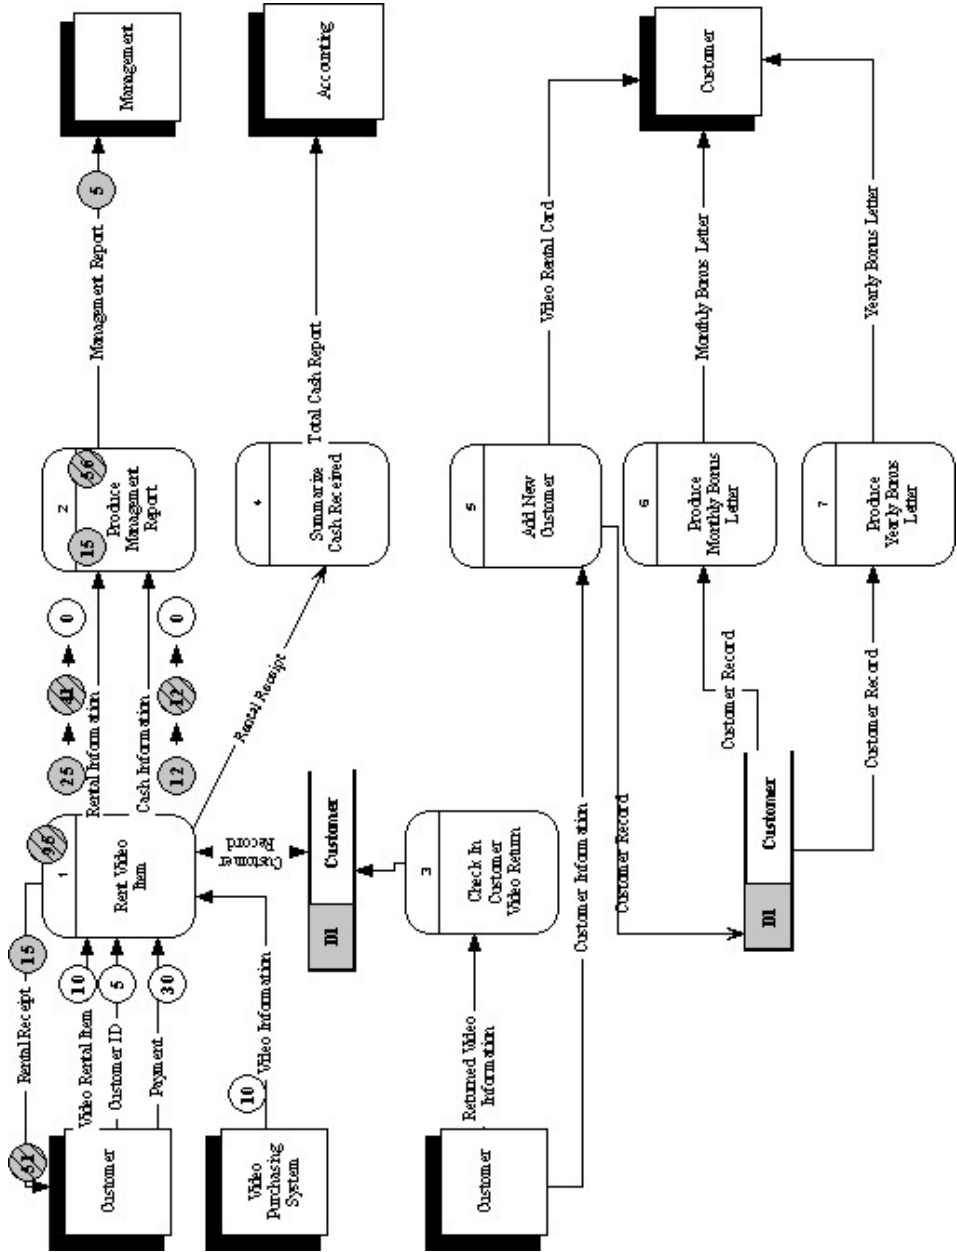 Rental Receipt
51
15
Customer
Video Rental Item
10
Customer ID
5
Payment
30
95
1
Rent Video
Item
25
41
0
Rental Information
Cash Information
12
12
0
15
56
2
Produce
Management
Report
Management Report
5
Management
Video
Purchasing
System
10
Video Information
Customer
Record
Rental Receipt
4
Summarize
Cash Received
Total Cash Report
Accounting
D1
Customer
Customer
Returned Video
Information
3
Check In
Customer
Video Return
Customer Information
5
Add New
Customer
Video Rental Card
Customer
Customer Record
Customer Record
6
Produce
Monthly Bonus
Letter
Monthly Bonus Letter
D1
Customer
Customer Record
7
Produce
Yearly Bonus
Letter
Yearly Bonus Letter